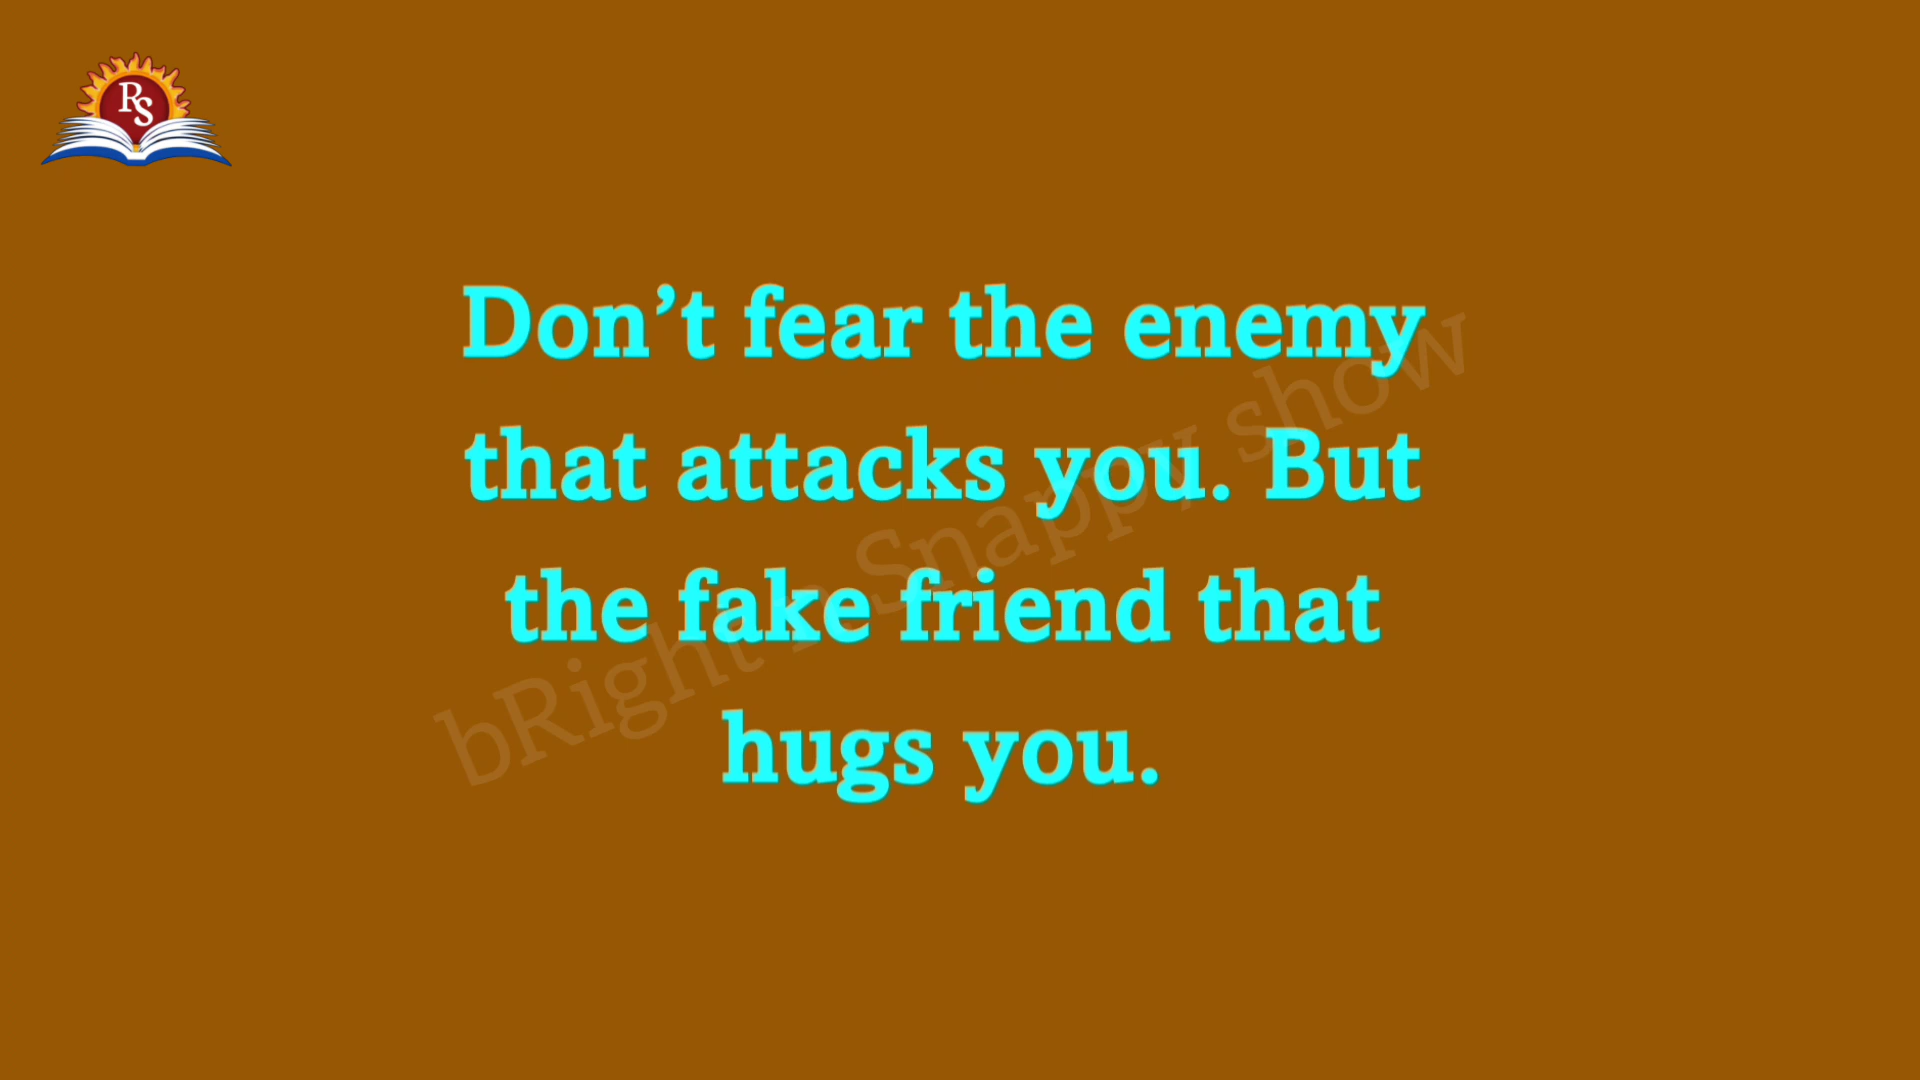 RS
Don’t fear the enemy
that attacks you. But
the fake friend that
hugs you.
bRight n Snappy show